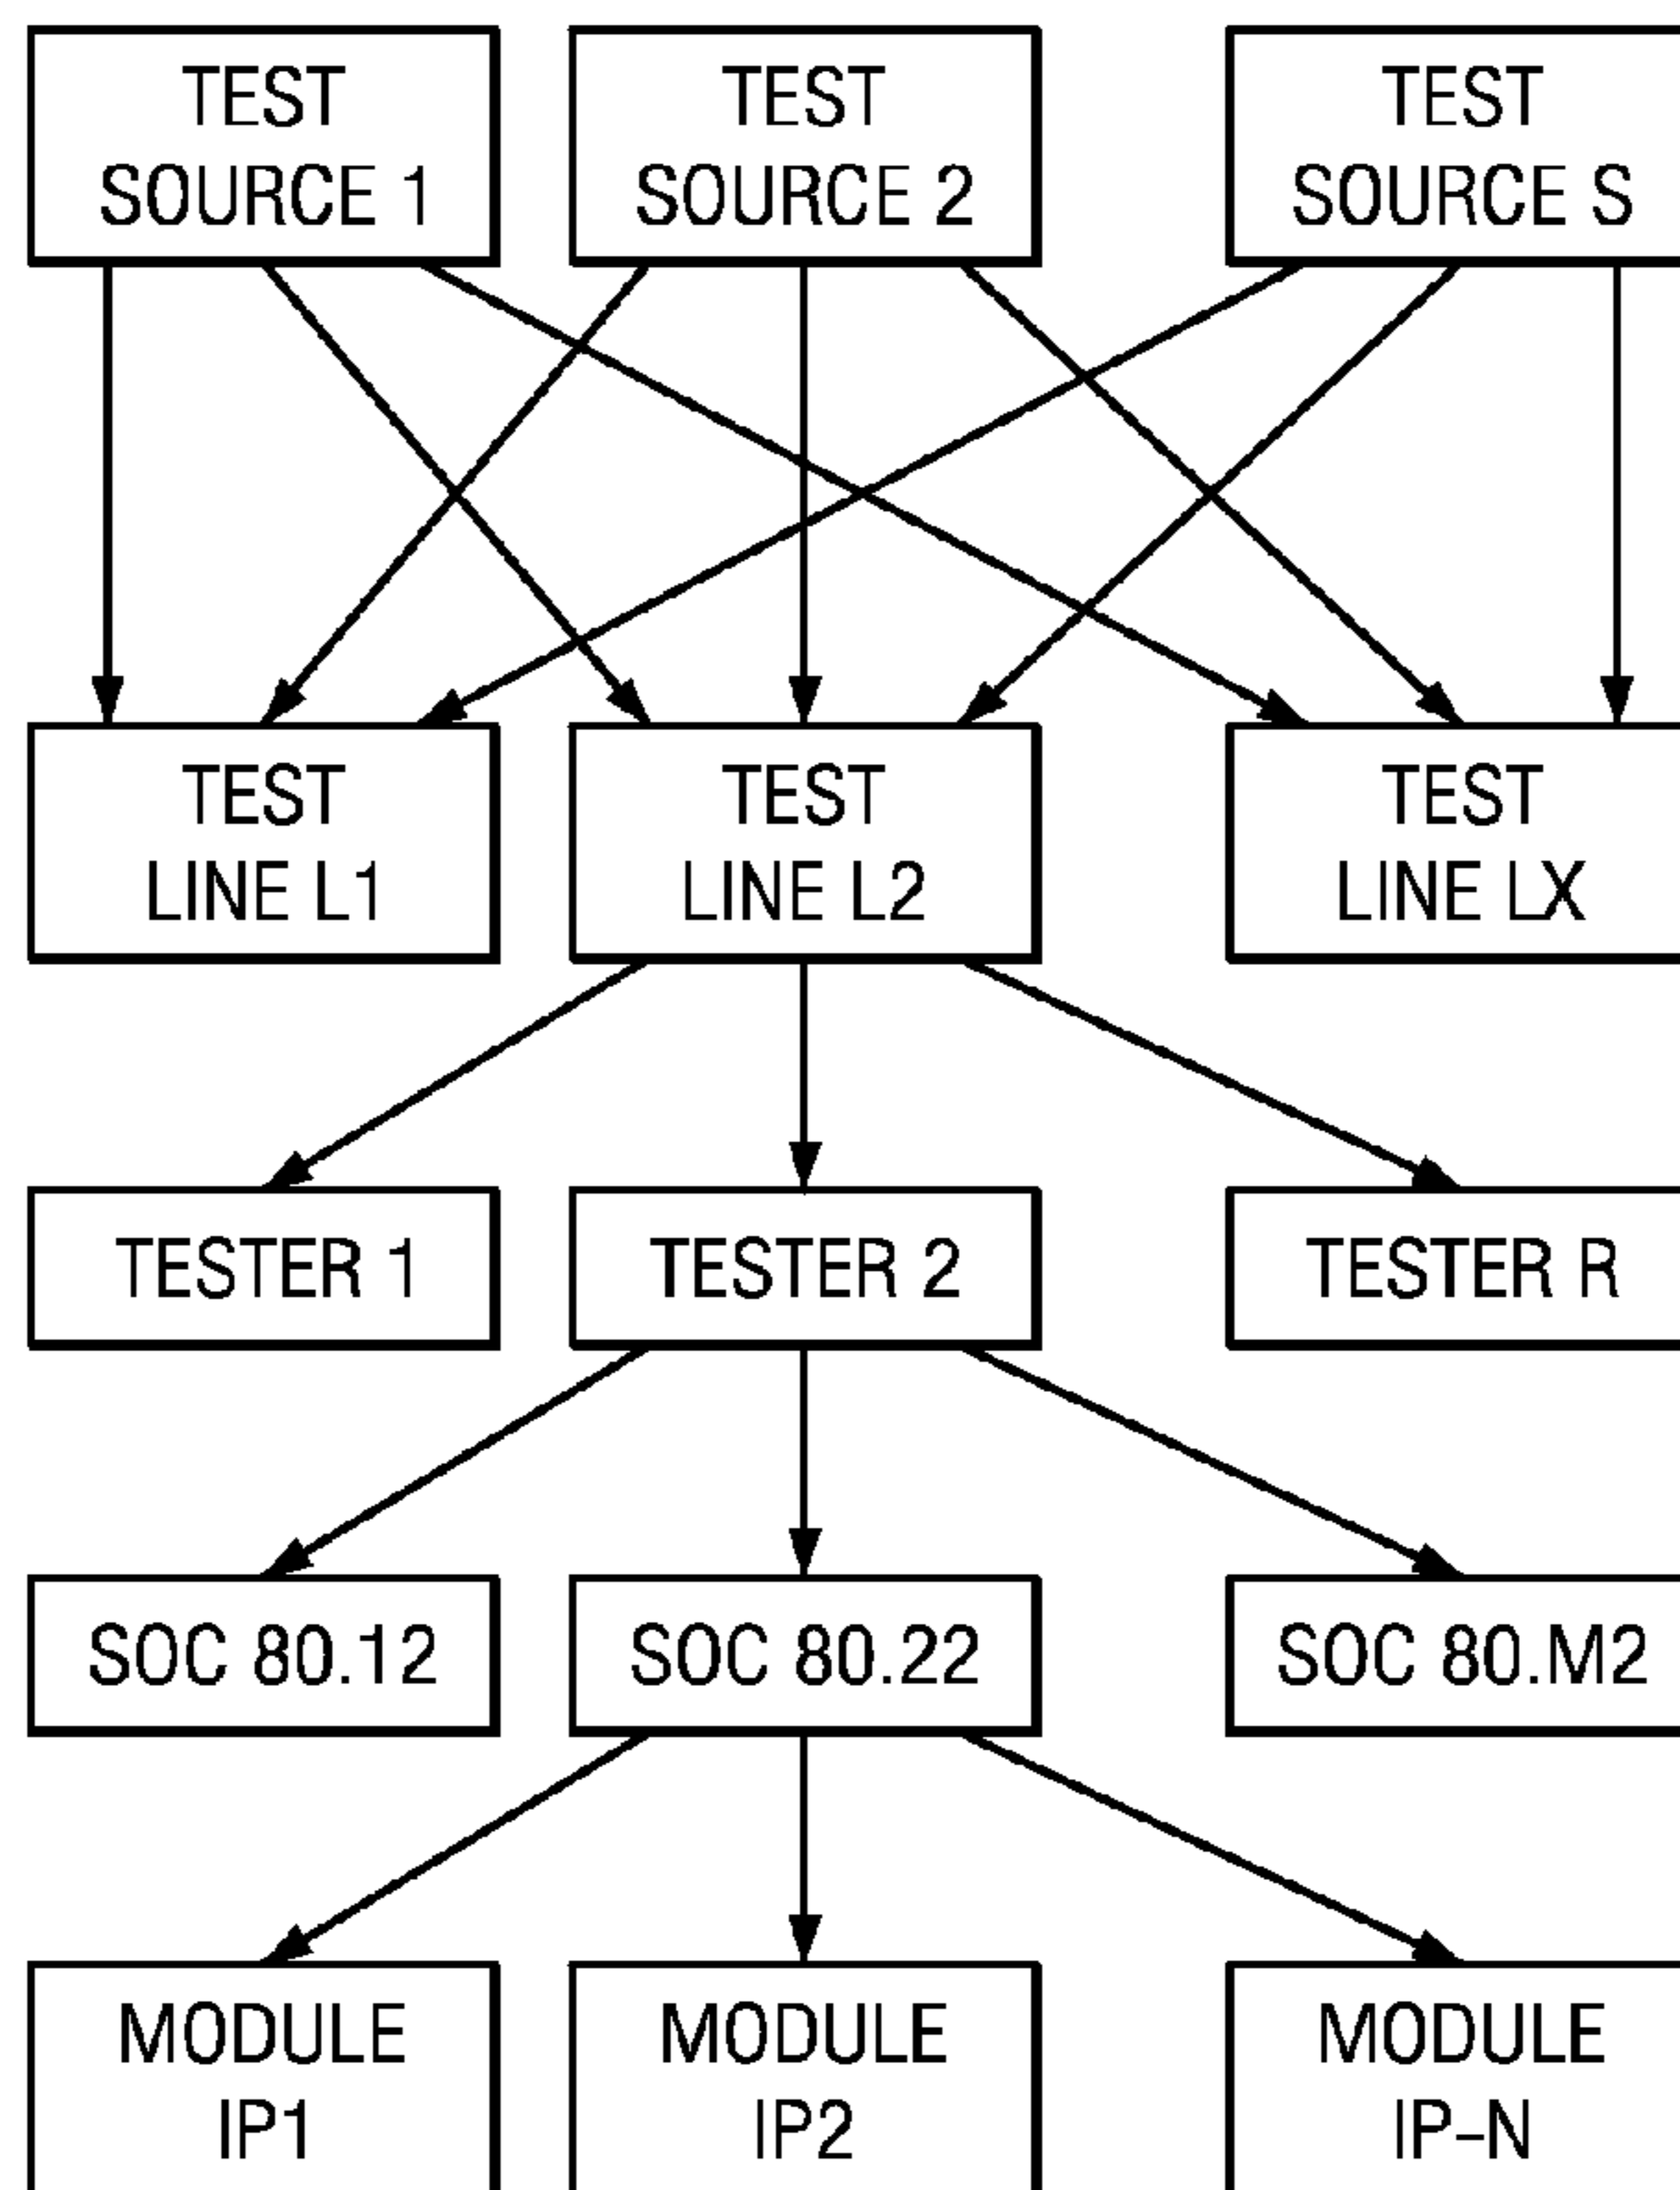 TEST
SOURCE 1
TEST
SOURCE 2
TEST
SOURCE S
TEST
LINE L1
TEST
LINE L2
TEST
LINE LX
TESTER 1
TESTER 2
TESTER R
SOC 80.12
SOC 80.22
SOC 80.M2
MODULE
IP1
MODULE
IP2
MODULE
IP–N